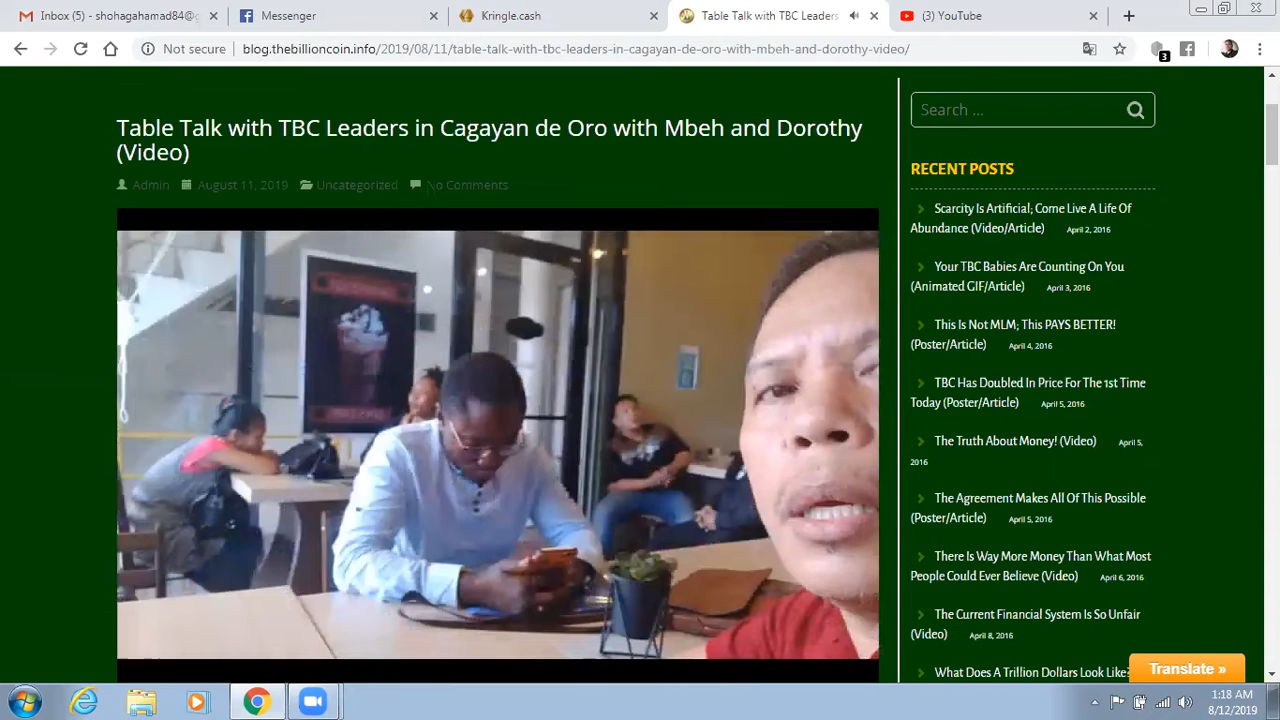 Inbox (5) - shohagahamad84@g
Messenger
Kringle.cash
Table Talk with TBC Leaders
(3) YouTube
Not secure
blog.thebillioncoin.info/2019/08/11/table-talk-with-tbc-leaders-in-cagayan-de-oro-with-mbeh-and-dorothy-video/
3
Table Talk with TBC Leaders in Cagayan de Oro with Mbeh and Dorothy
(Video)
Admin August 11, 2019 Uncategorized No Comments
Search ...
RECENT POSTS
Scarcity Is Artificial; Come Live A Life Of
Abundance (Video/Article) April 2, 2016
Your TBC Babies Are Counting On You
(Animated GIF/Article) April 3, 2016
This Is Not MLM; This PAYS BETTER!
(Poster/Article) April 4, 2016
TBC Has Doubled In Price For The 1st Time
Today (Poster/Article) April 5, 2016
The Truth About Money! (Video) April 5,
2016
The Agreement Makes All Of This Possible
(Poster/Article) April 5, 2016
There Is Way More Money Than What Most
People Could Ever Believe (Video) April 6, 2016
The Current Financial System Is So Unfair
(Video) April 8, 2016
What Does A Trillion Dollars Look Like?
Translate »
1:18 AM
8/12/2019